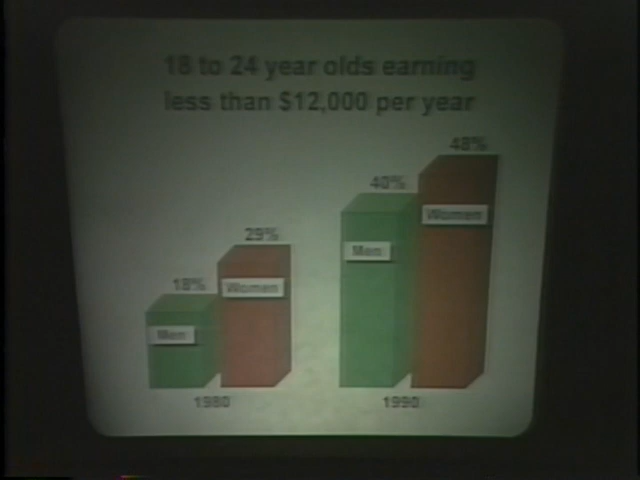 18 to 24 year olds earning
less than $12,000 per year
48%
40%
Women
29%
Men
18%
Women
Men
1980
1990